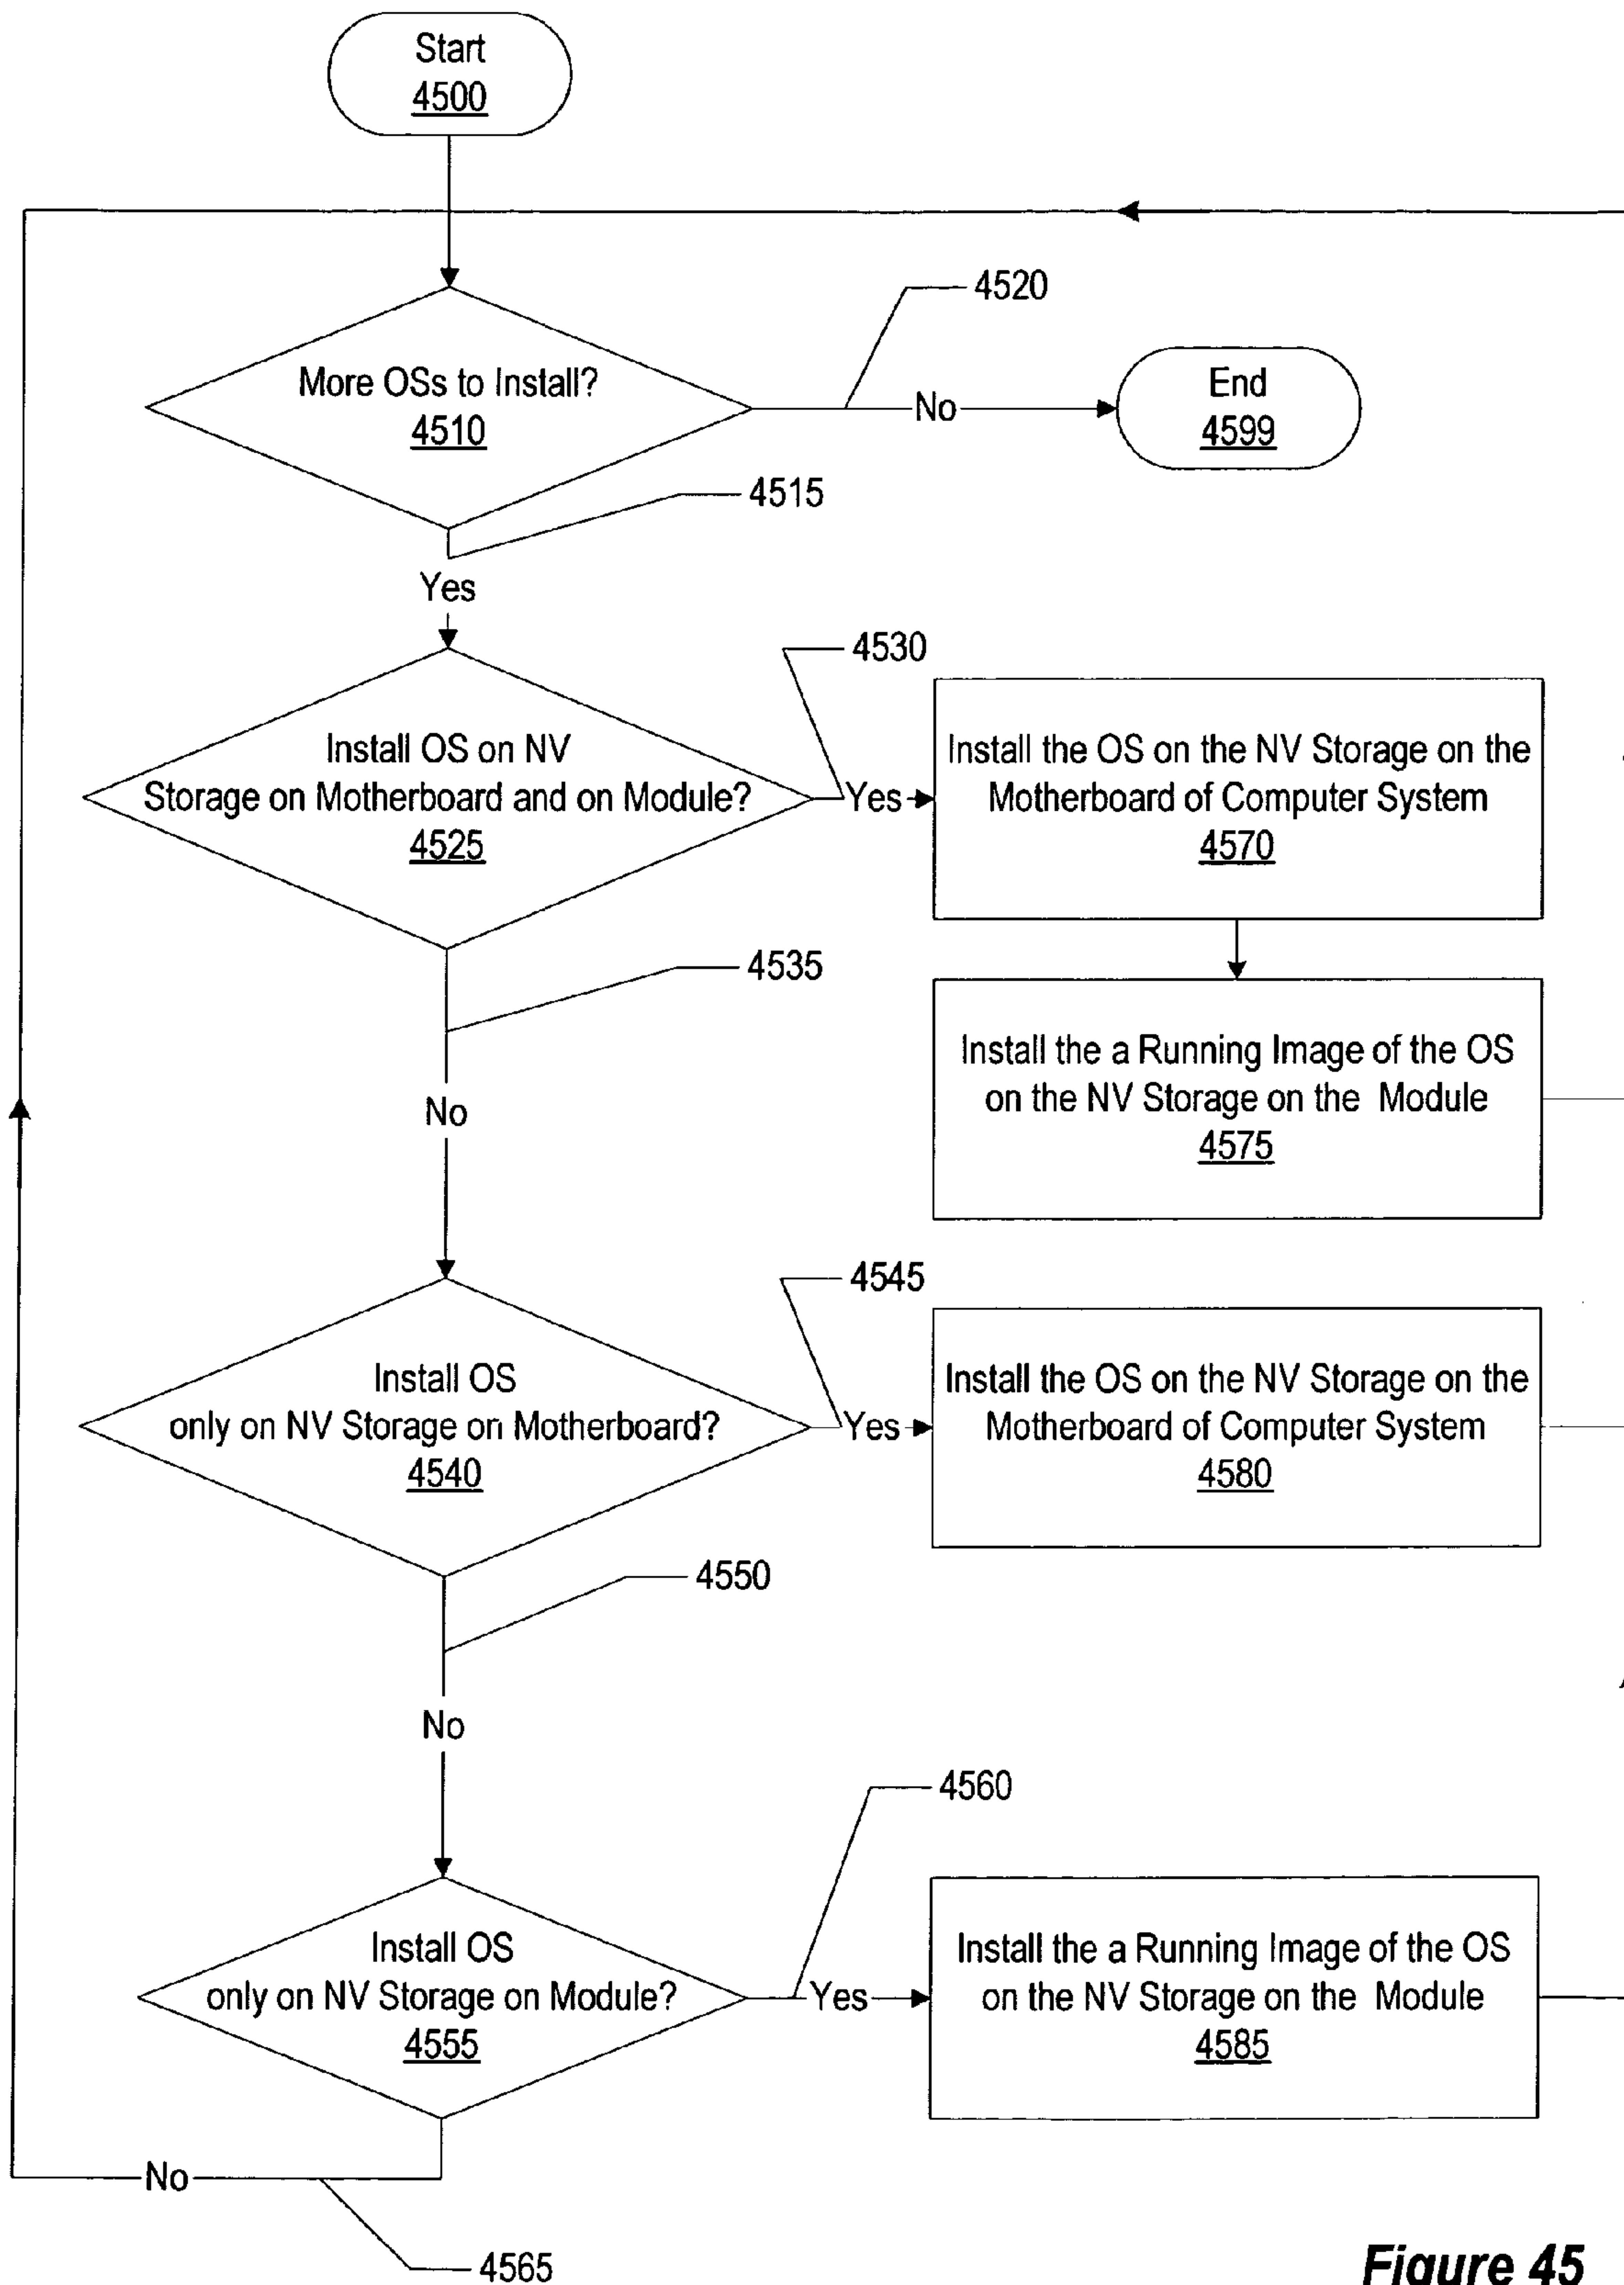 Start
4500
4520
More OSs to Install?
4510
No
End
4599
4515
Yes
4530
Install OS on NV
Storage on Motherboard and on Module?
4525
Yes
Install the OS on the NV Storage on the
Motherboard of Computer System
4570
4535
No
Install the a Running Image of the OS
on the NV Storage on the Module
4575
4545
Install OS
only on NV Storage on Motherboard?
4540
Yes
Install the OS on the NV Storage on the
Motherboard of Computer System
4580
4550
No
4560
Install OS
only on NV Storage on Module?
4555
Yes
Install the a Running Image of the OS
on the NV Storage on the Module
4585
No
4565
Figure 45